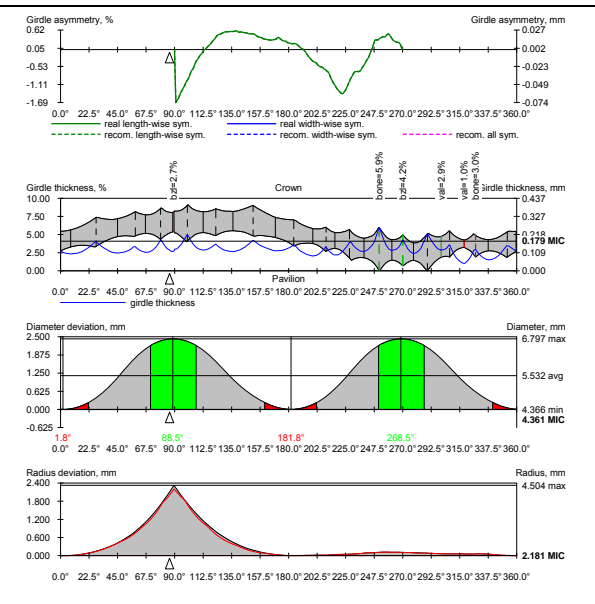 Girdle asymmetry, % Girdle asymmetry, mm
0.62 0.027
0.05 0.002
-0.53 -0.023
-1.11 -0.049
-1.69 -0.074
0.0° 22.5° 45.0° 67.5° 90.0° 112.5° 135.0° 157.5° 180.0° 202.5° 225.0° 247.5° 270.0° 292.5° 315.0° 337.5° 360.0°
real length-wise sym. real width-wise sym.
recom. length-wise sym. recom. width-wise sym. recom. all sym.
bzl=2.7% bone=5.9% bzl=4.2% val=2.9% val=1.0% bone=3.0%
Girdle thickness, % Crown Girdle thickness, mm
10.00 0.437
7.50 0.327
5.00 0.218
0.179 MIC
2.50 0.109
0.00 0.000
Pavilion
0.0° 22.5° 45.0° 67.5° 90.0° 112.5° 135.0° 157.5° 180.0° 202.5° 225.0° 247.5° 270.0° 292.5° 315.0° 337.5° 360.0°
girdle thickness
Diameter deviation, mm Diameter, mm
2.500 6.797 max
1.875
1.250 5.532 avg
0.625
0.000 4.366 min
4.361 MIC
-0.625
1.8° 88.5° 181.8° 268.5°
0.0° 22.5° 45.0° 67.5° 90.0° 112.5° 135.0° 157.5° 180.0° 202.5° 225.0° 247.5° 270.0° 292.5° 315.0° 337.5° 360.0°
Radius deviation, mm Radius, mm
2.400 4.504 max
1.800
1.200
0.600
0.000 2.181 MIC
0.0° 22.5° 45.0° 67.5° 90.0° 112.5° 135.0° 157.5° 180.0° 202.5° 225.0° 247.5° 270.0° 292.5° 315.0° 337.5° 360.0°